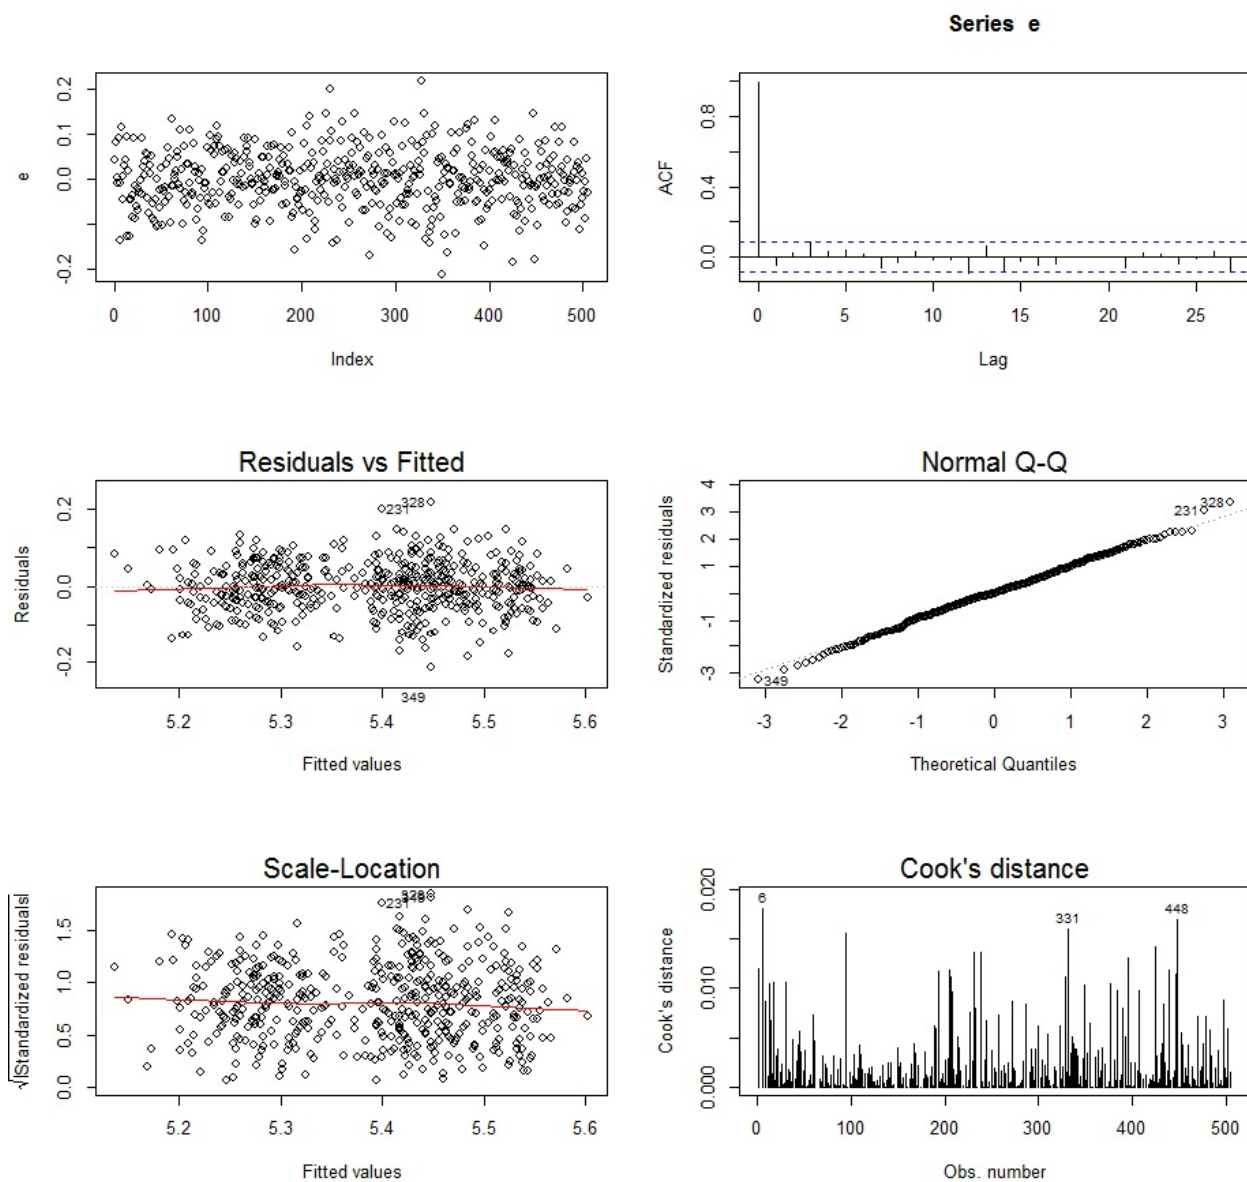 Series e
0.2
0.1
0.0
-0.2
e
0 100 200 300 400 500
Index
0.8
0.4
0.0
ACF
0 5 10 15 20 25
Lag
Residuals vs Fitted
0.2
0.0
-0.2
Residuals
231
328
349
5.2 5.3 5.4 5.5 5.6
Fitted values
Normal Q-Q
4
3
2
1
-1
-3
Standardized residuals
231
328
349
-3 -2 -1 0 1 2 3
Theoretical Quantiles
Scale-Location
1.5
1.0
0.5
0.0
√|Standardized residuals|
231
5.2 5.3 5.4 5.5 5.6
Fitted values
Cook's distance
0.020
0.010
0.000
Cook's distance
6
331
448
0 100 200 300 400 500
Obs. number